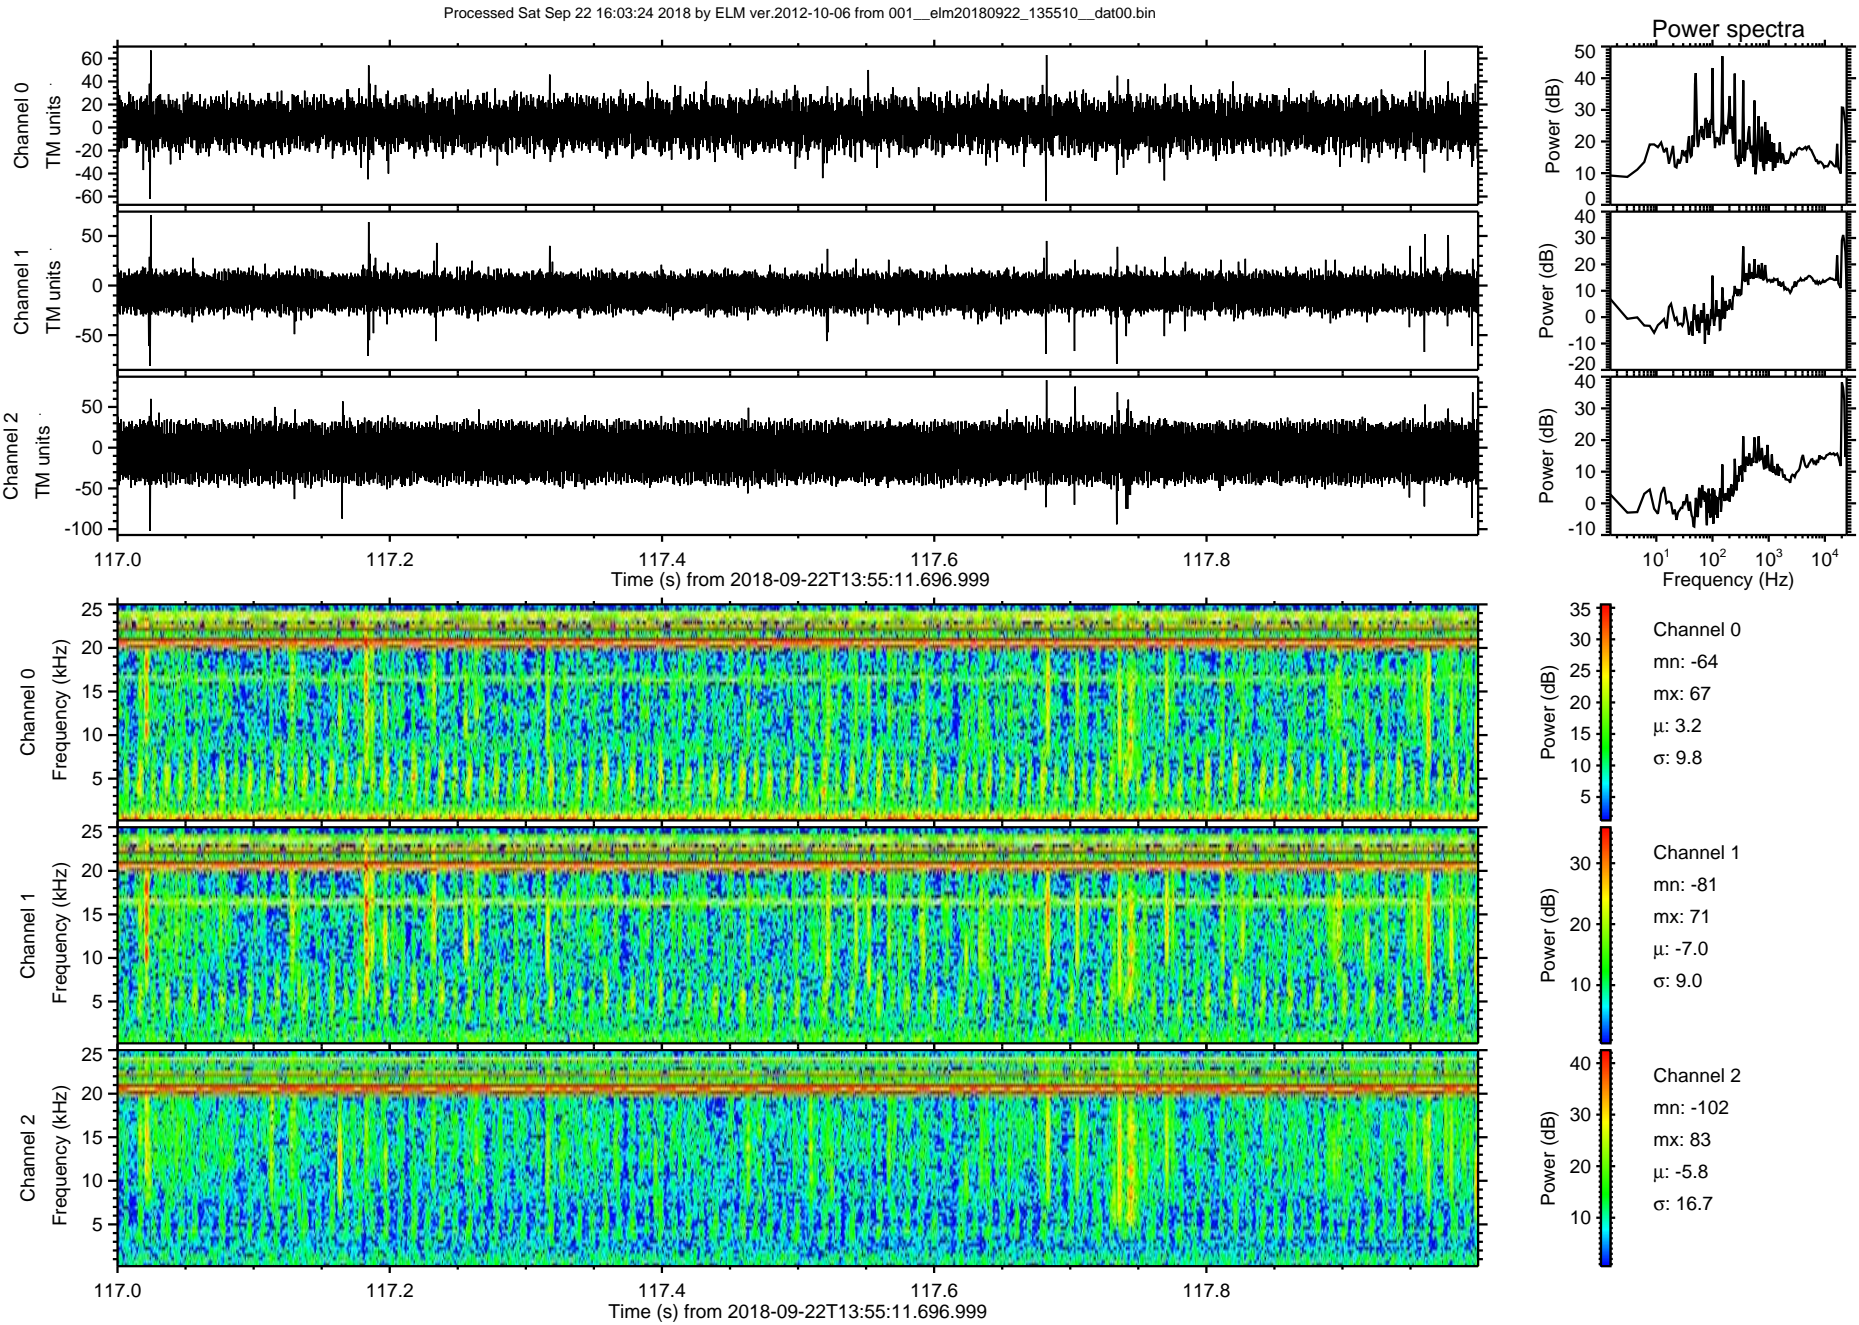 Processed Sat Sep 22 16:03:24 2018 by ELM ver.2012-10-06 from 001__elm20180922_135510__dat00.bin
Power spectra
Channel 0
TM units
60
40
20
0
-20
-40
-60
Power (dB)
50
40
30
20
10
0
Channel 1
TM units
50
0
-50
Power (dB)
40
30
20
10
0
-10
-20
Channel 2
TM units
50
0
-50
-100
Power (dB)
40
30
20
10
0
-10
117.0 117.2 117.4 117.6 117.8
Time (s) from 2018-09-22T13:55:11.696.999
10^1 10^2 10^3 10^4
Frequency (Hz)
Channel 0
Frequency (kHz)
25
20
15
10
5
Power (dB)
35
30
25
20
15
10
5
Channel 0
mn: -64
mx: 67
µ: 3.2
σ: 9.8
Channel 1
Frequency (kHz)
25
20
15
10
5
Power (dB)
30
20
10
Channel 1
mn: -81
mx: 71
µ: -7.0
σ: 9.0
Channel 2
Frequency (kHz)
25
20
15
10
5
Power (dB)
40
30
20
10
Channel 2
mn: -102
mx: 83
µ: -5.8
σ: 16.7
117.0 117.2 117.4 117.6 117.8
Time (s) from 2018-09-22T13:55:11.696.999